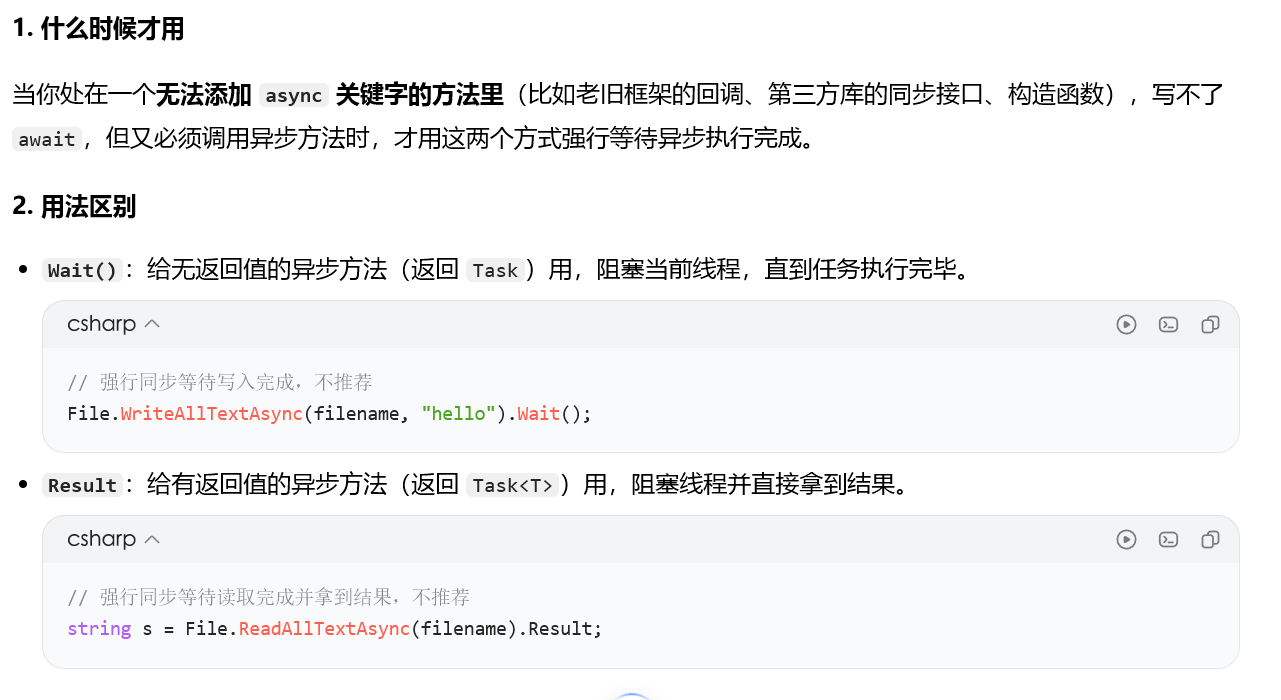 1. 什么时候才用
当你处在一个无法添加 async 关键字的方法里（比如老旧框架的回调、第三方库的同步接口、构造函数），写不了
await，但又必须调用异步方法时，才用这两个方式强行等待异步执行完成。
2. 用法区别
• Wait()：给无返回值的异步方法（返回 Task）用，阻塞当前线程，直到任务执行完毕。
csharp
// 强行同步等待写入完成，不推荐
File.WriteAllTextAsync(filename, "hello").Wait();
• Result：给有返回值的异步方法（返回 Task<T>）用，阻塞线程并直接拿到结果。
csharp
// 强行同步等待读取完成并拿到结果，不推荐
string s = File.ReadAllTextAsync(filename).Result;